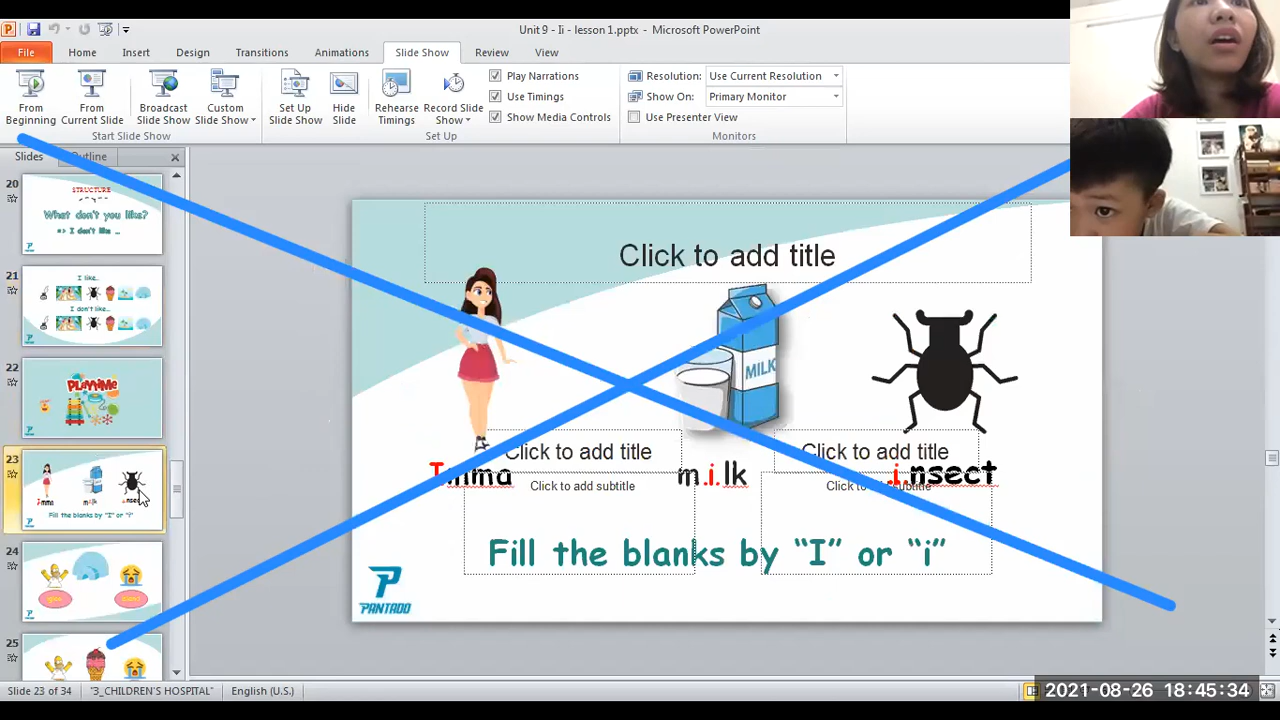 Unit 9 - Ii - lesson 1.pptx - Microsoft PowerPoint
File Home Insert Design Transitions Animations Slide Show Review View
From Beginning
From Current Slide
Broadcast Slide Show
Custom Slide Show
Set Up Slide Show
Hide Slide
Rehearse Timings
Record Slide Show
Play Narrations
Use Timings
Show Media Controls
Resolution: Use Current Resolution
Show On: Primary Monitor
Use Presenter View
Start Slide Show
Set Up
Monitors
Slides Outline
20
STRUCTURE
What don't you like?
=> I don't like ...
21
I like...
I don't like...
22
PLAYTIME
23
Imma milk insect
Fill the blanks by "I" or "i"
24
25
Click to add title
MILK
Click to add title
Click to add title
Imma m.i.lk .i.nsect
Click to add subtitle
Click to add subtitle
Fill the blanks by “I” or “i”
P
PANTADO
Slide 23 of 34 "3_CHILDREN'S HOSPITAL" English (U.S.)
2021-08-26 18:45:34